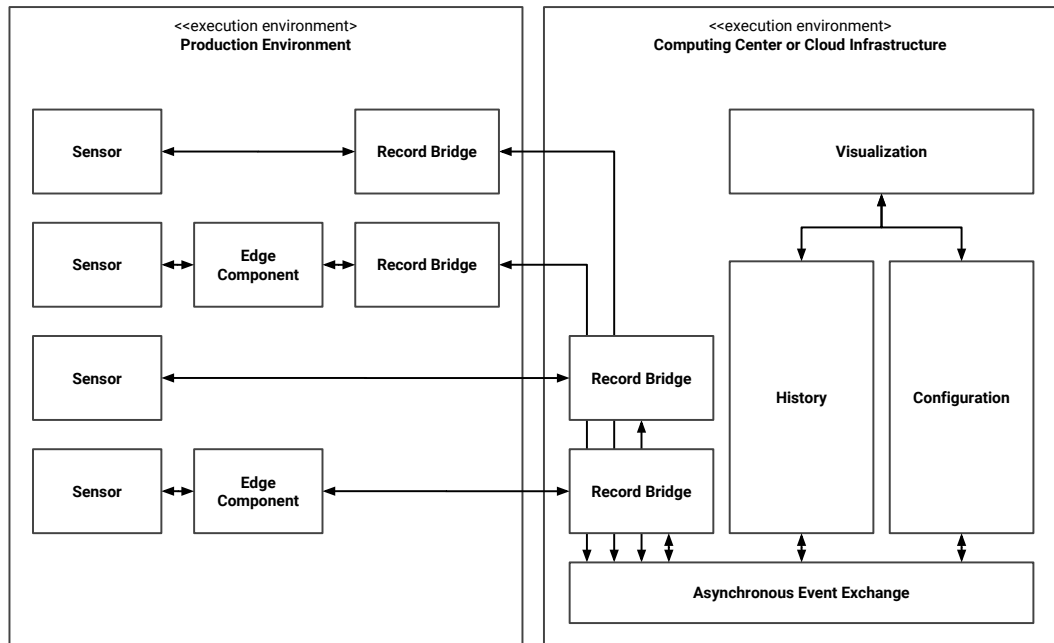 <<execution environment>>
Production Environment
<<execution environment>
Computing Center or Cloud Infrastructure
Sensor
Record Bridge
Visualization
Sensor
Edge
Component
Record Bridge
Sensor
Record Bridge
History
Configuration
Sensor
Edge
Component
Record Bridge
Asynchronous Event Exchange